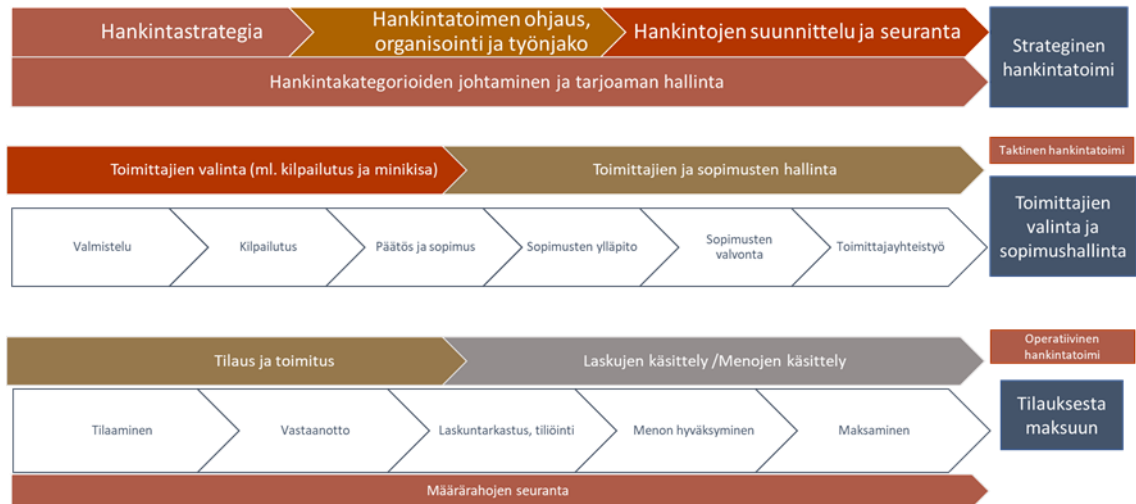 Hankintastrategia
Hankintatoimen ohjaus,
organisointi ja työnjako
Hankintojen suunnittelu ja seuranta
Strateginen
hankintatoimi
Hankintakategorioiden johtaminen ja tarjoaman hallinta
Toimittajien valinta (ml. kilpailutus ja minikisa)
Toimittajien ja sopimusten hallinta
Taktinen hankintatoimi
Toimittajien
valinta ja
sopimushallinta
Valmistelu
Kilpailutus
Päätös ja sopimus
Sopimusten ylläpito
Sopimusten
valvonta
Toimittajayhteistyö
Tilaus ja toimitus
Laskujen käsittely /Menojen käsittely
Operatiivinen
hankintatoimi
Tilauksesta
maksuun
Tilaaminen
Vastaanotto
Laskuntarkastus, tiliöinti
Menon hyväksyminen
Maksaminen
Määrärahojen seuranta